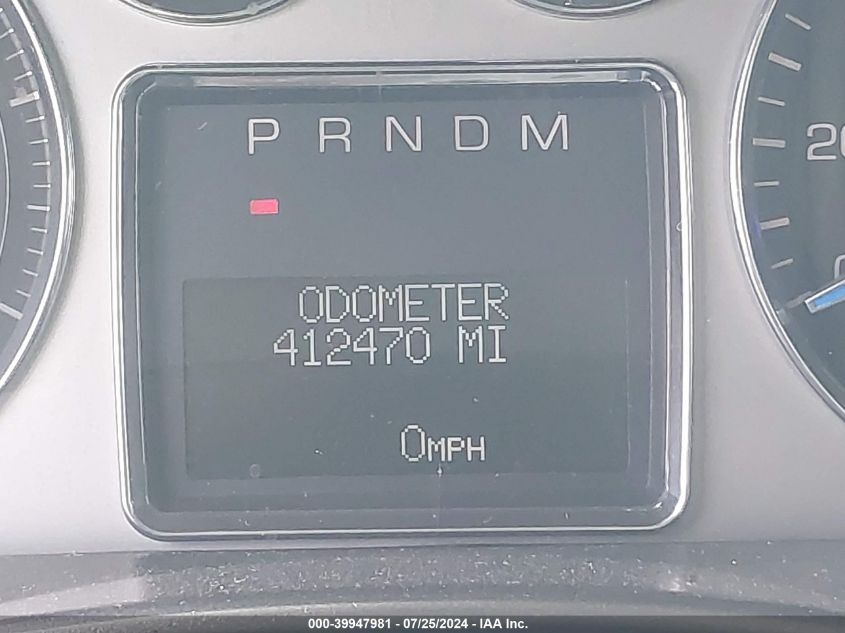 P R N D M
ODOMETER
412470 MI
0MPH
000-39947981 - 07/25/2024 - IAA Inc.